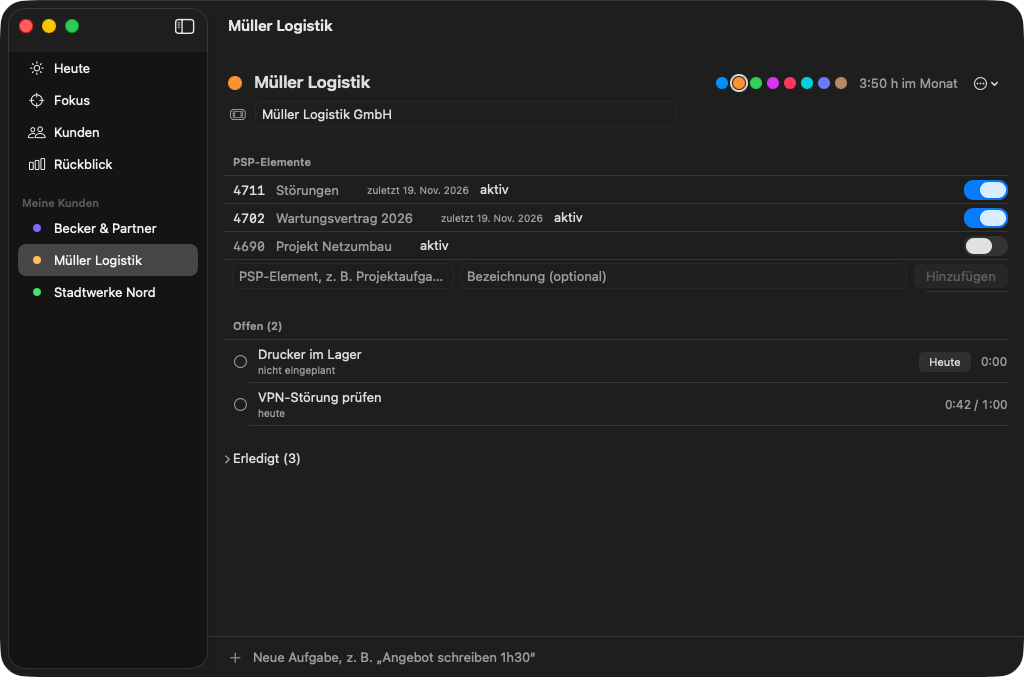 Müller Logistik
Heute
Fokus
Kunden
Rückblick
Meine Kunden
Becker & Partner
Müller Logistik
Stadtwerke Nord
Müller Logistik
3:50 h im Monat
Müller Logistik GmbH
PSP-Elemente
4711 Störungen zuletzt 19. Nov. 2026 aktiv
4702 Wartungsvertrag 2026 zuletzt 19. Nov. 2026 aktiv
4690 Projekt Netzumbau aktiv
PSP-Element, z. B. Projektaufga... Bezeichnung (optional) Hinzufügen
Offen (2)
Drucker im Lager
nicht eingeplant
Heute 0:00
VPN-Störung prüfen
heute
0:42 / 1:00
Erledigt (3)
Neue Aufgabe, z. B. „Angebot schreiben 1h30“